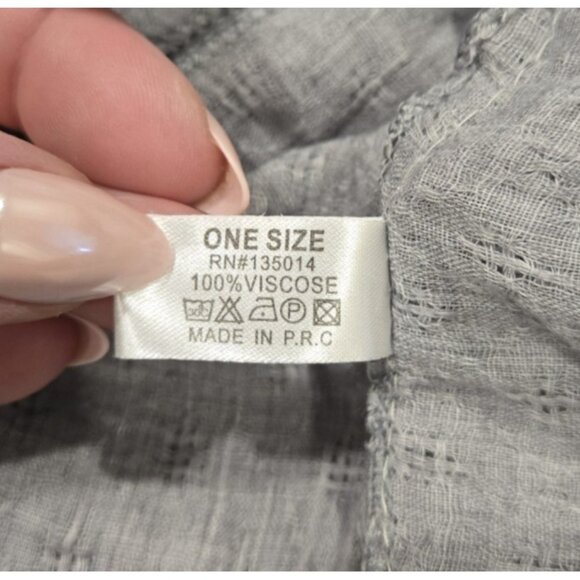 ONE SIZE
RN#135014
100%VISCOSE
MADE IN P.R.C